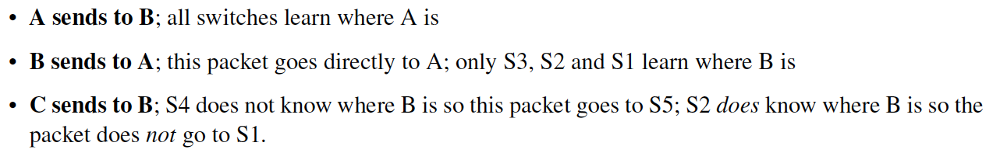 • A sends to B; all switches learn where A is
• B sends to A; this packet goes directly to A; only S3, S2 and S1 learn where B is
• C sends to B; S4 does not know where B is so this packet goes to S5; S2 does know where B is so the
packet does not go to S1.